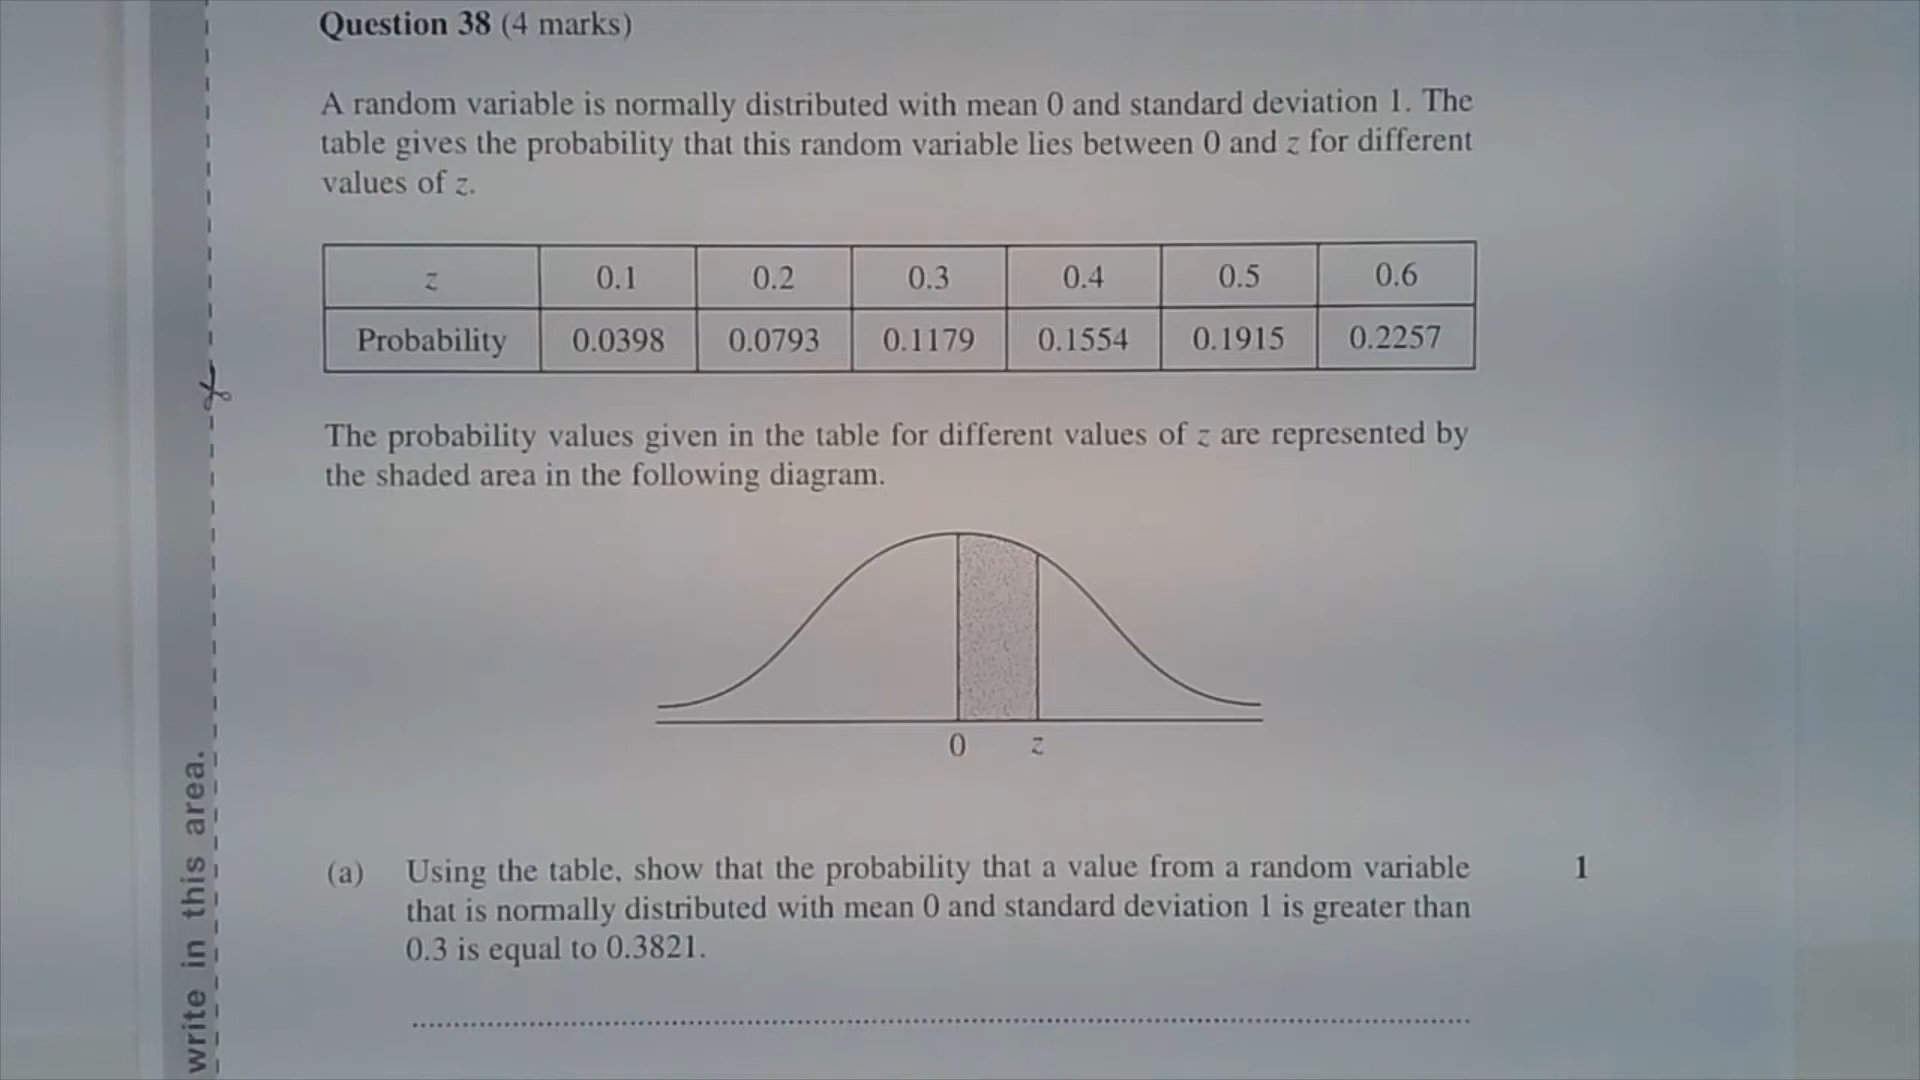 Question 38 (4 marks)
A random variable is normally distributed with mean 0 and standard deviation 1. The
table gives the probability that this random variable lies between 0 and z for different
values of z.
z 0.1 0.2 0.3 0.4 0.5 0.6
Probability 0.0398 0.0793 0.1179 0.1554 0.1915 0.2257
The probability values given in the table for different values of z are represented by
the shaded area in the following diagram.
0 z
(a) Using the table, show that the probability that a value from a random variable 1
that is normally distributed with mean 0 and standard deviation 1 is greater than
0.3 is equal to 0.3821.
write in this area.